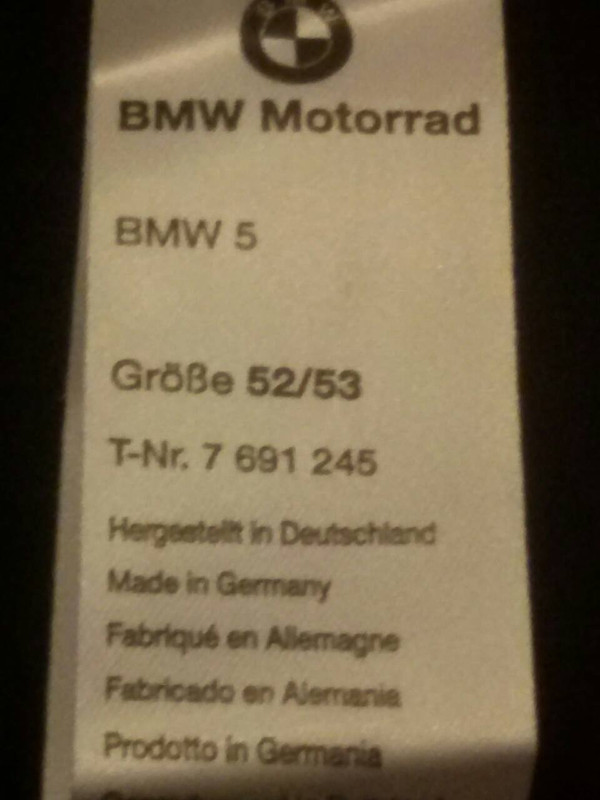 BMW
BMW Motorrad
BMW 5
Größe 52/53
T-Nr. 7 691 245
Hergestellt in Deutschland
Made in Germany
Fabriqué en Allemagne
Fabricado en Alemania
Prodotto in Germania